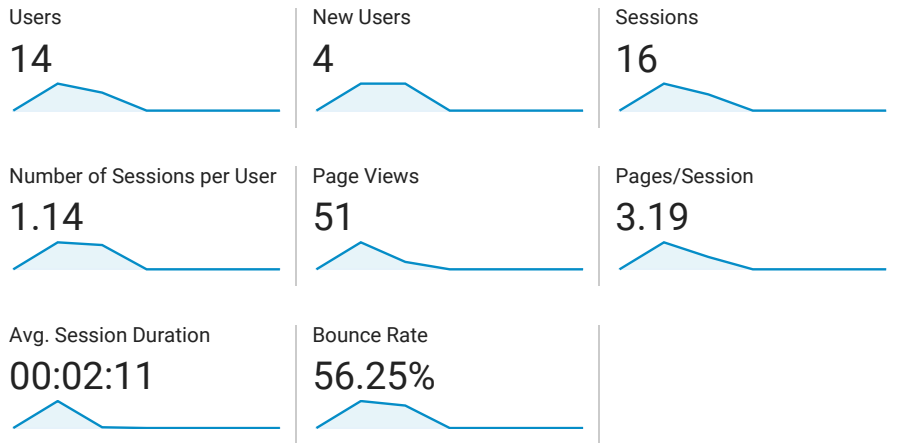 Users
14
New Users
4
Sessions
16
Number of Sessions per User
1.14
Page Views
51
Pages/Session
3.19
Avg. Session Duration
00:02:11
Bounce Rate
56.25%